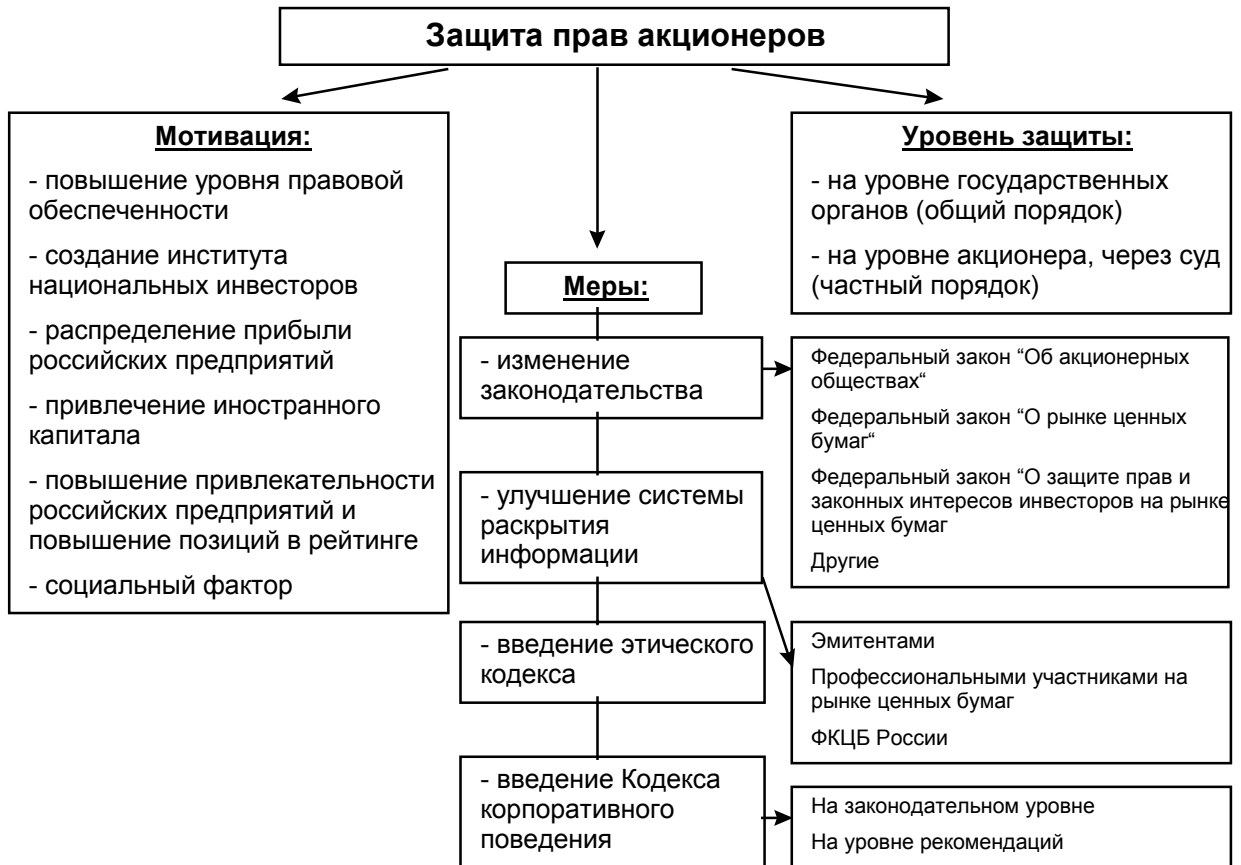 Защита прав акционеров
Мотивация:
- повышение уровня правовой
обеспеченности
- создание института
национальных инвесторов
- распределение прибыли
российских предприятий
- привлечение иностранного
капитала
- повышение привлекательности
российских предприятий и
повышение позиций в рейтинге
- социальный фактор
Меры:
- изменение
законодательства
- улучшение системы
раскрытия
информации
- введение этического
кодекса
- введение Кодекса
корпоративного
поведения
Уровень защиты:
- на уровне государственных
органов (общий порядок)
- на уровне акционера, через суд
(частный порядок)
Федеральный закон “Об акционерных
обществах“
Федеральный закон “О рынке ценных
бумаг“
Федеральный закон “О защите прав и
законных интересов инвесторов на рынке
ценных бумаг
Другие
Эмитентами
Профессиональными участниками на
рынке ценных бумаг
ФКЦБ России
На законодательном уровне
На уровне рекомендаций